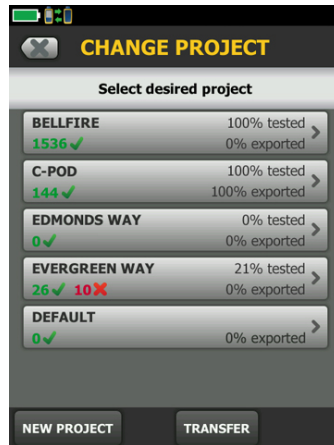 CHANGE PROJECT
Select desired project
BELLFIRE 100% tested
1536 0% exported
C-POD 100% tested
144 100% exported
EDMONDS WAY 0% tested
0 0% exported
EVERGREEN WAY 21% tested
26 10 0% exported
DEFAULT
0 0% exported
NEW PROJECT TRANSFER